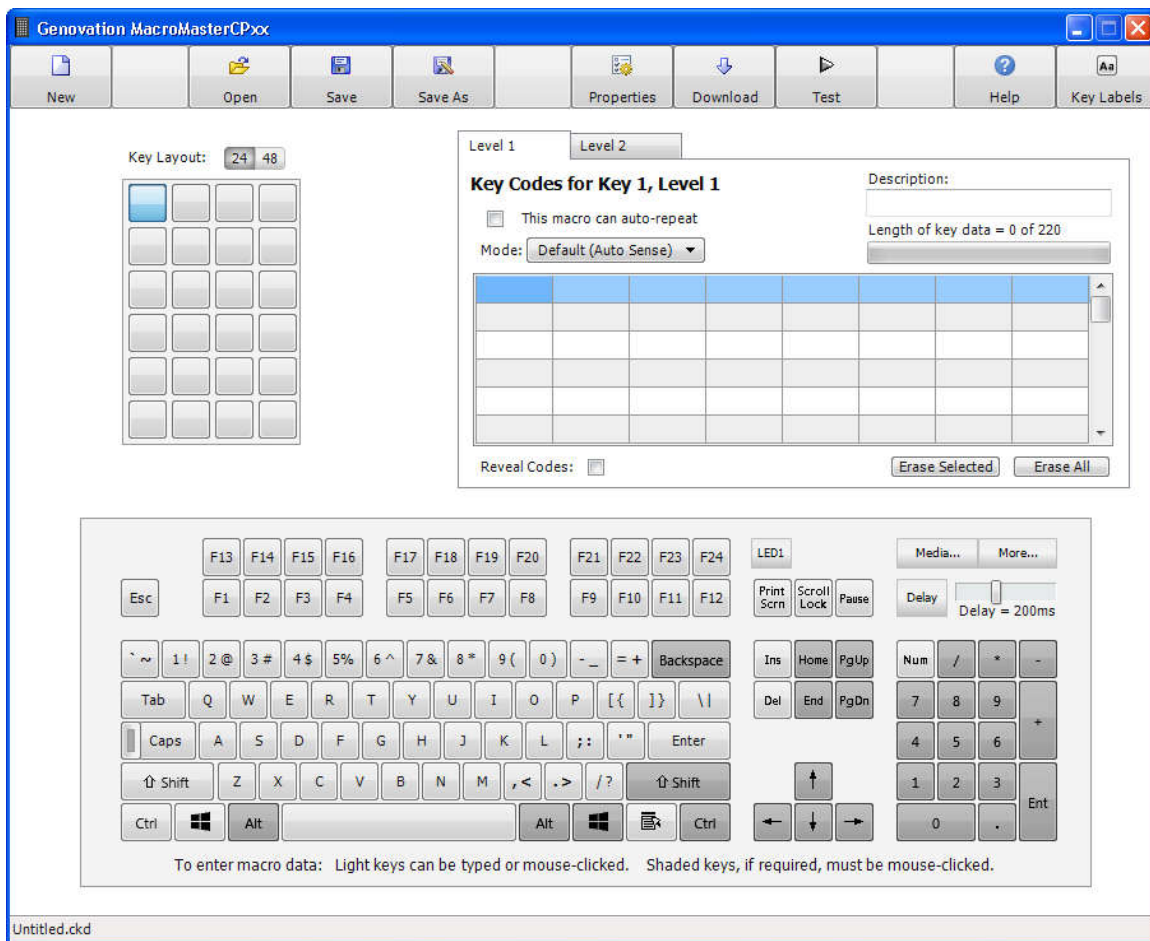 Genovation MacroMasterCPxx
New Open Save Save As Properties Download Test Help Aa Key Labels
Key Layout: 24 48
Level 1 Level 2
Key Codes for Key 1, Level 1
Description:
This macro can auto-repeat
Length of key data = 0 of 220
Mode: Default (Auto Sense)
Reveal Codes:
Erase Selected Erase All
F13 F14 F15 F16 F17 F18 F19 F20 F21 F22 F23 F24 LED1 Media... More...
Esc F1 F2 F3 F4 F5 F6 F7 F8 F9 F10 F11 F12 Print Scrn Scroll Lock Pause Delay
Delay = 200ms
` ~ 1 ! 2 @ 3 # 4 $ 5% 6 ^ 7 & 8 * 9 ( 0 ) - _ = + Backspace Ins Home PgUp Num / * -
Tab Q W E R T Y U I O P [ { ] } \ | Del End PgDn 7 8 9 +
Caps A S D F G H J K L ; : ' " Enter 4 5 6
⇧ Shift Z X C V B N M , < . > / ? ⇧ Shift ↑ 1 2 3 Ent
Ctrl Alt Alt Ctrl ← ↓ → 0 .
To enter macro data: Light keys can be typed or mouse-clicked. Shaded keys, if required, must be mouse-clicked.
Untitled.ckd